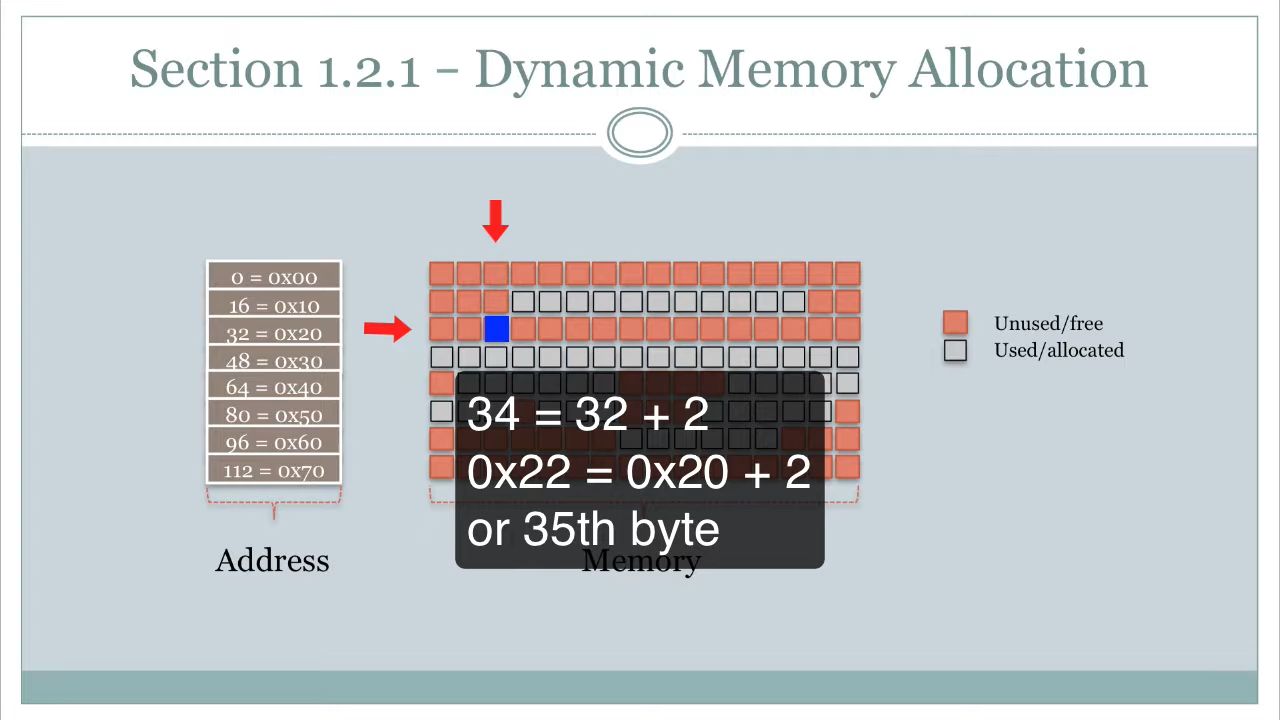 Section 1.2.1 – Dynamic Memory Allocation
0 = 0x00
16 = 0x10
32 = 0x20
48 = 0x30
64 = 0x40
80 = 0x50
96 = 0x60
112 = 0x70
Address
Memory
34 = 32 + 2
0x22 = 0x20 + 2
or 35th byte
Unused/free
Used/allocated